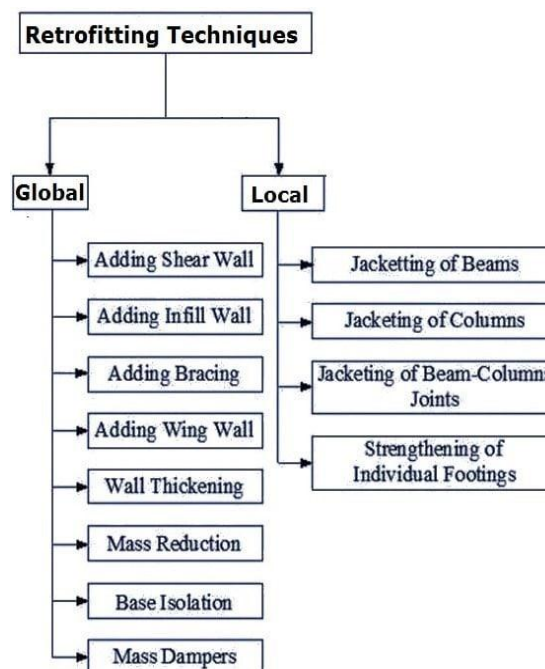 Retrofitting Techniques
Global
Local
Adding Shear Wall
Adding Infill Wall
Adding Bracing
Adding Wing Wall
Wall Thickening
Mass Reduction
Base Isolation
Mass Dampers
Jacketting of Beams
Jacketing of Columns
Jacketing of Beam-Column
Joints
Strengthening of
Individual Footings